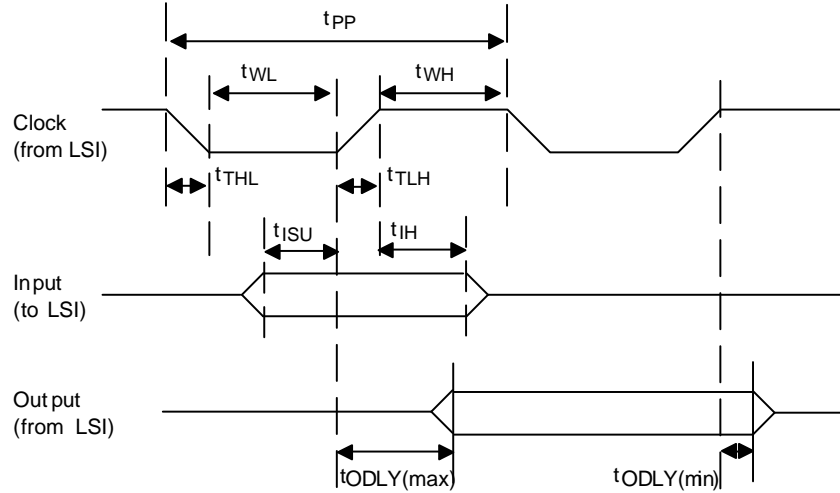 tPP
tWL
tWH
Clock
(from LSI)
tTHL
tTLH
tISU
tIH
Input
(to LSI)
Output
(from LSI)
tODLY(max)
tODLY(min)